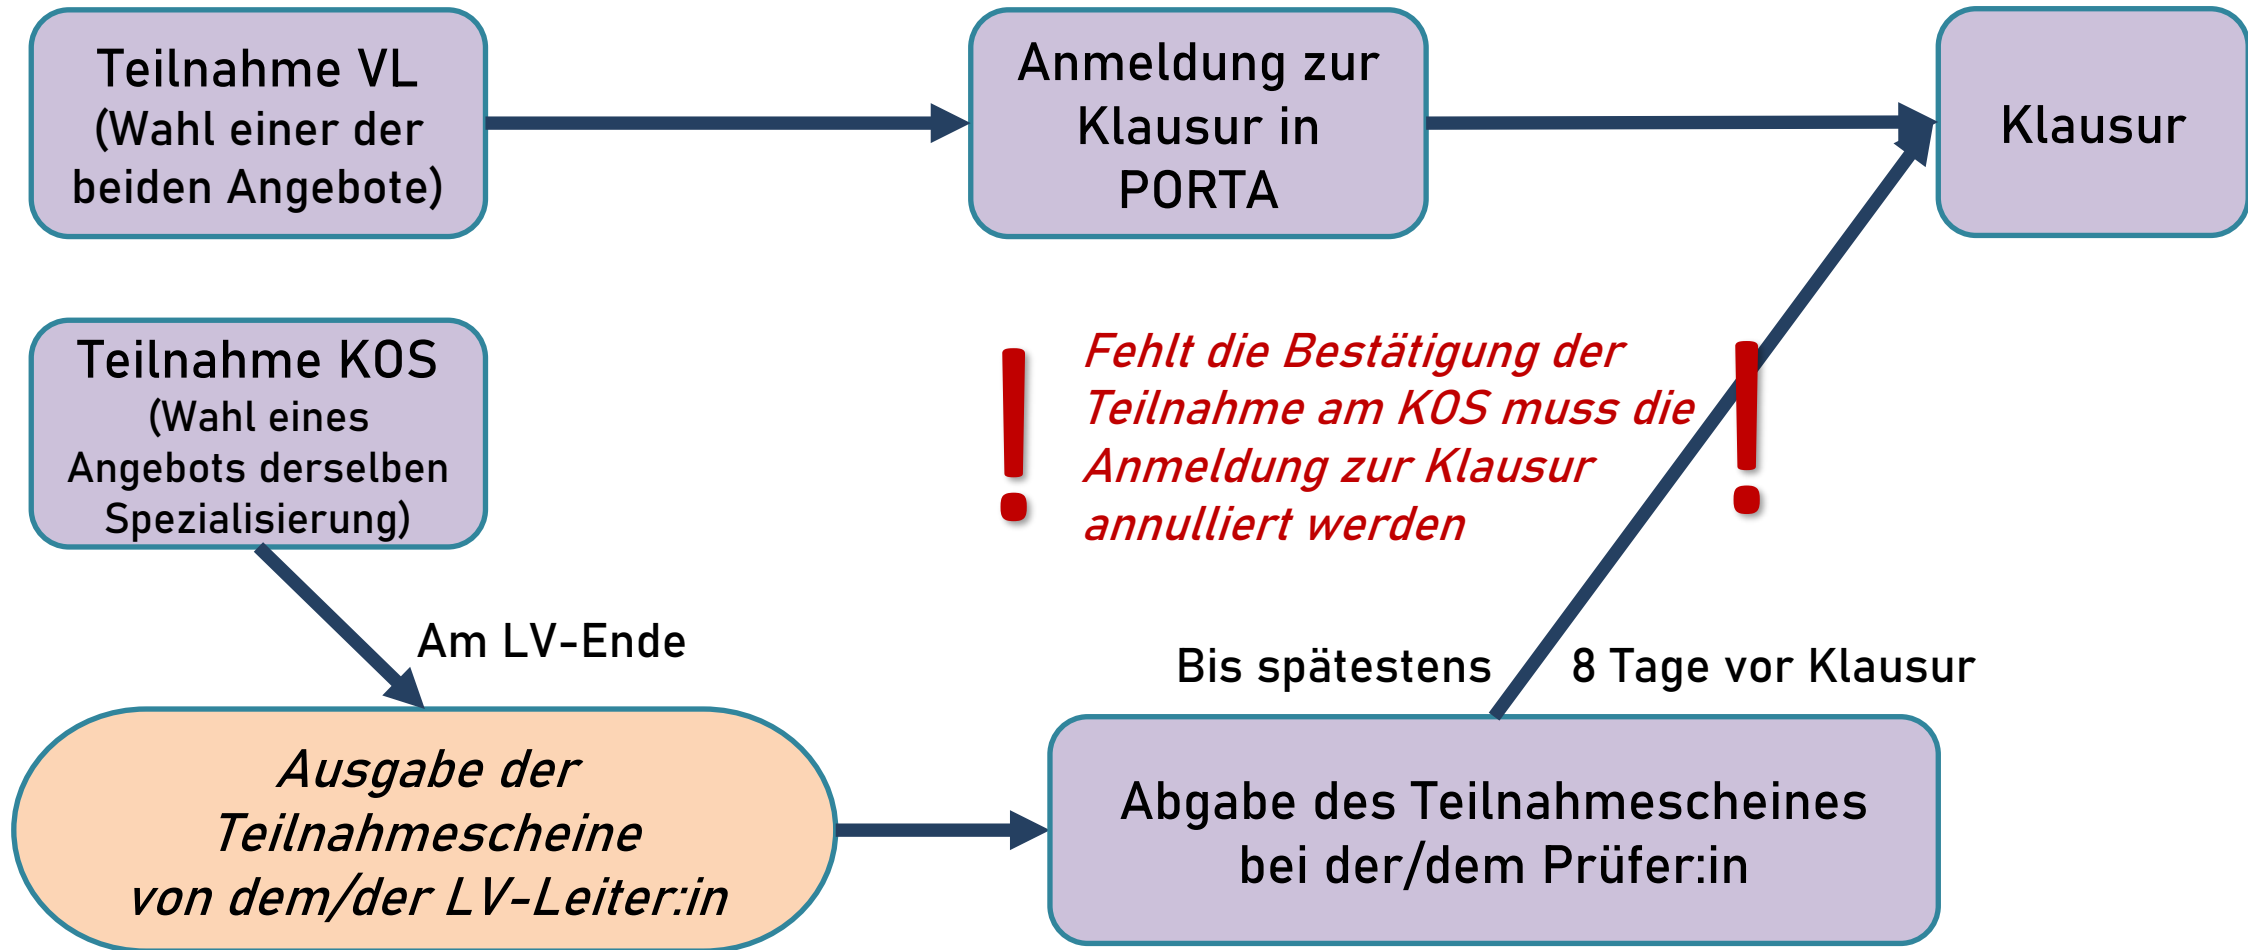 Teilnahme VL
(Wahl einer der
beiden Angebote)
Anmeldung zur
Klausur in
PORTA
Klausur
Teilnahme KOS
(Wahl eines
Angebots derselben
Spezialisierung)
!
Fehlt die Bestätigung der
Teilnahme am KOS muss die
Anmeldung zur Klausur
annulliert werden
!
Am LV-Ende
Bis spätestens 8 Tage vor Klausur
Ausgabe der
Teilnahmescheine
von dem/der LV-Leiter:in
Abgabe des Teilnahmescheines
bei der/dem Prüfer:in